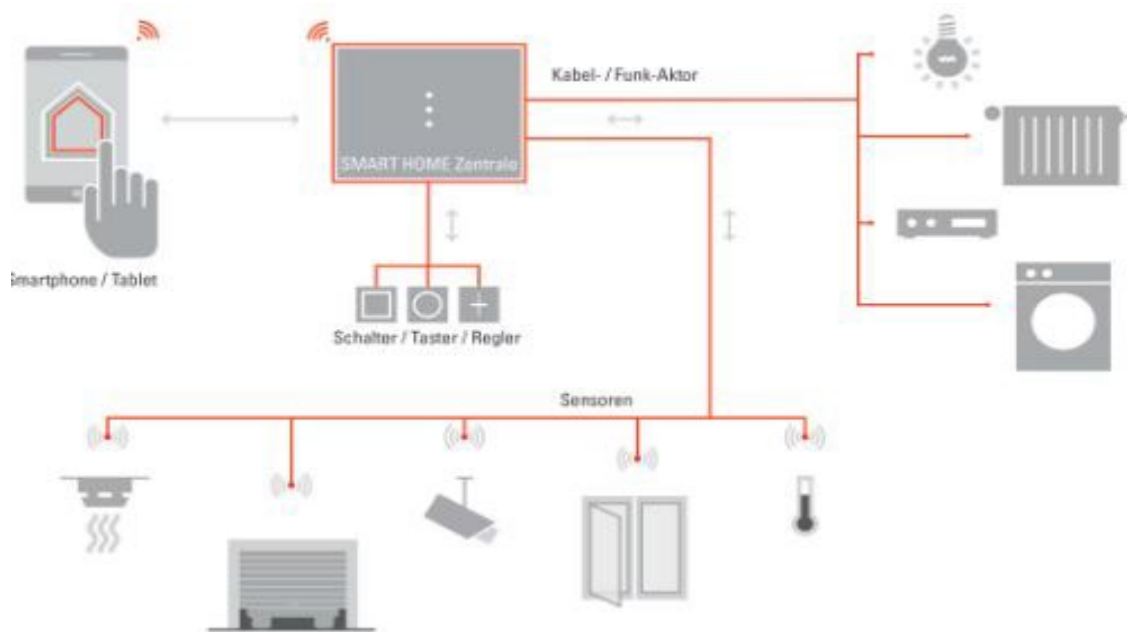 Kabel- / Funk-Aktor
SMART HOME Zentrale
Smartphone / Tablet
Schalter / Taster / Regler
Sensoren